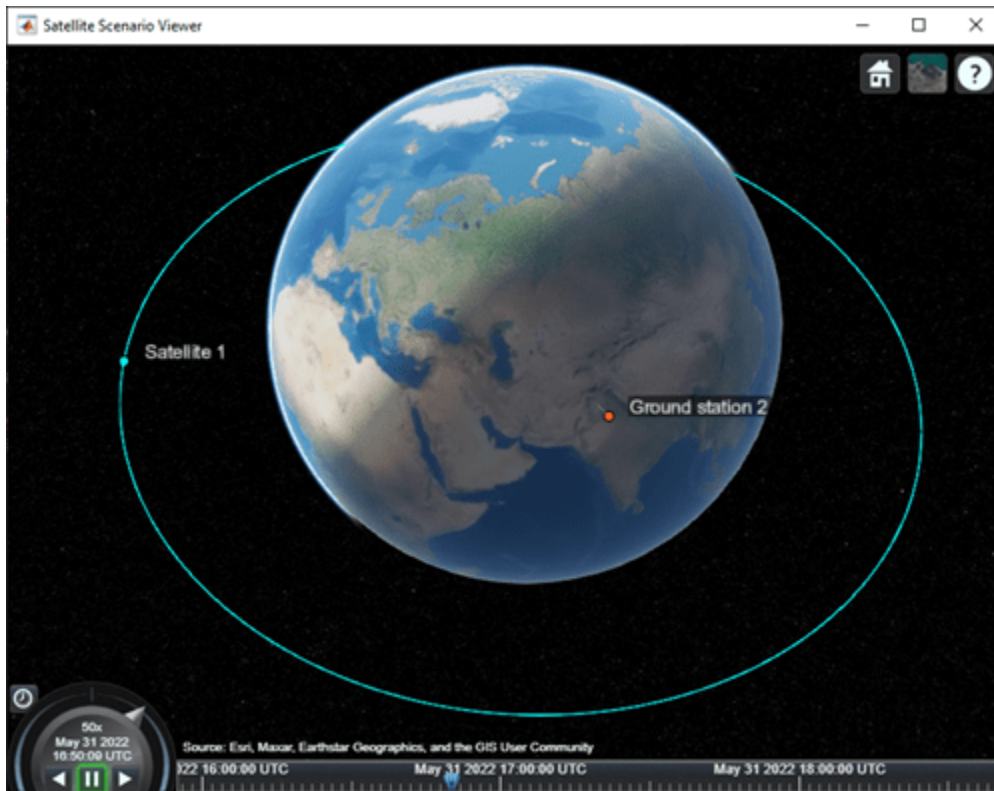 Satellite Scenario Viewer
?
Satellite 1
Ground station 2
50x
May 31 2022
16:50:09 UTC
Source: Esri, Maxar, Earthstar Geographics, and the GIS User Community
022 16:00:00 UTC May 31 2022 17:00:00 UTC May 31 2022 18:00:00 UTC